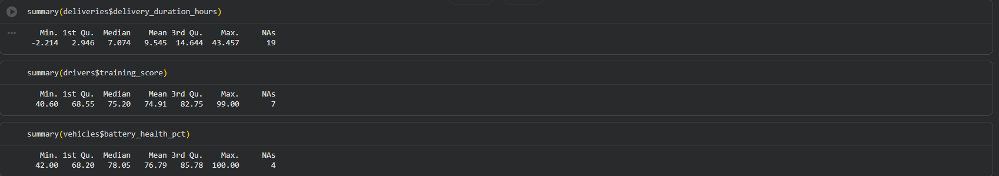 summary(deliveries$delivery_duration_hours)
Min. 1st Qu. Median Mean 3rd Qu. Max. NAs
-2.214 2.946 7.074 9.545 14.644 43.457 19
summary(drivers$training_score)
Min. 1st Qu. Median Mean 3rd Qu. Max. NAs
40.60 68.55 75.20 74.91 82.75 99.00 7
summary(vehicles$battery_health_pct)
Min. 1st Qu. Median Mean 3rd Qu. Max. NAs
42.00 68.20 78.05 76.79 85.78 100.00 4